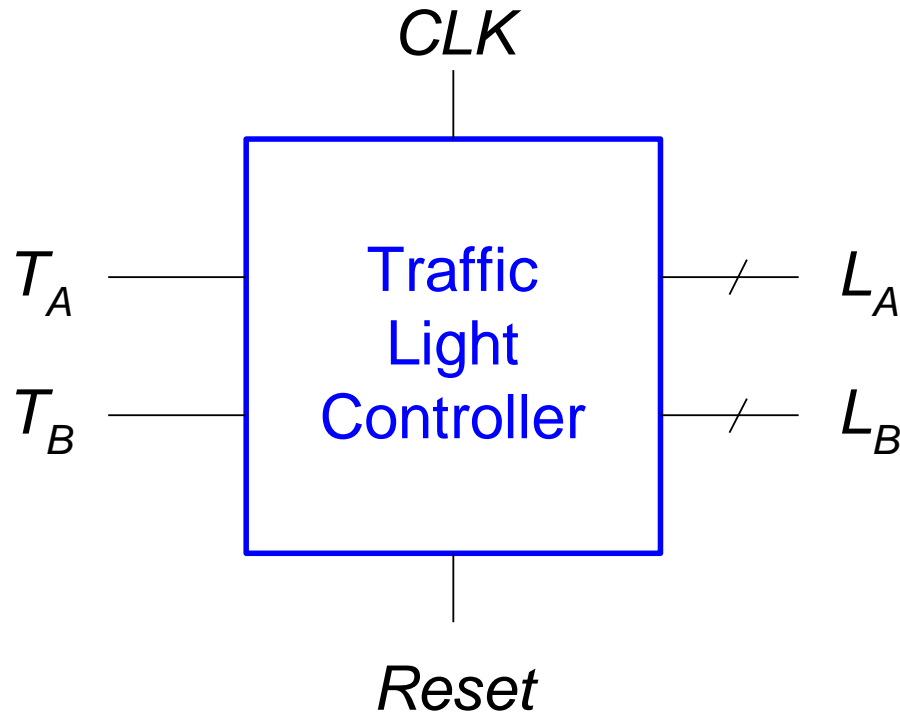 CLK
T_A
Traffic
Light
Controller
L_A
T_B
L_B
Reset